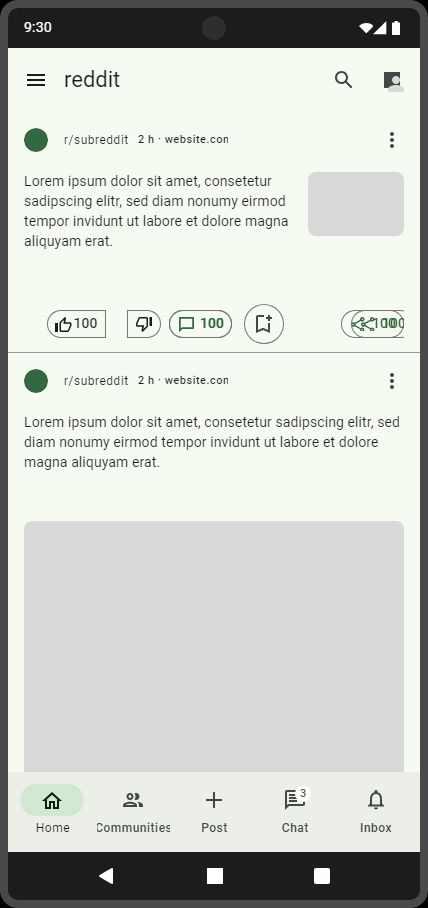 9:30
reddit
r/subreddit 2 h · website.con
Lorem ipsum dolor sit amet, consetetur
sadipscing elitr, sed diam nonumy eirmod
tempor invidunt ut labore et dolore magna
aliquyam erat.
100 100
r/subreddit 2 h · website.con
Lorem ipsum dolor sit amet, consetetur sadipscing elitr, sed
diam nonumy eirmod tempor invidunt ut labore et dolore
magna aliquyam erat.
3
Home Communities Post Chat Inbox